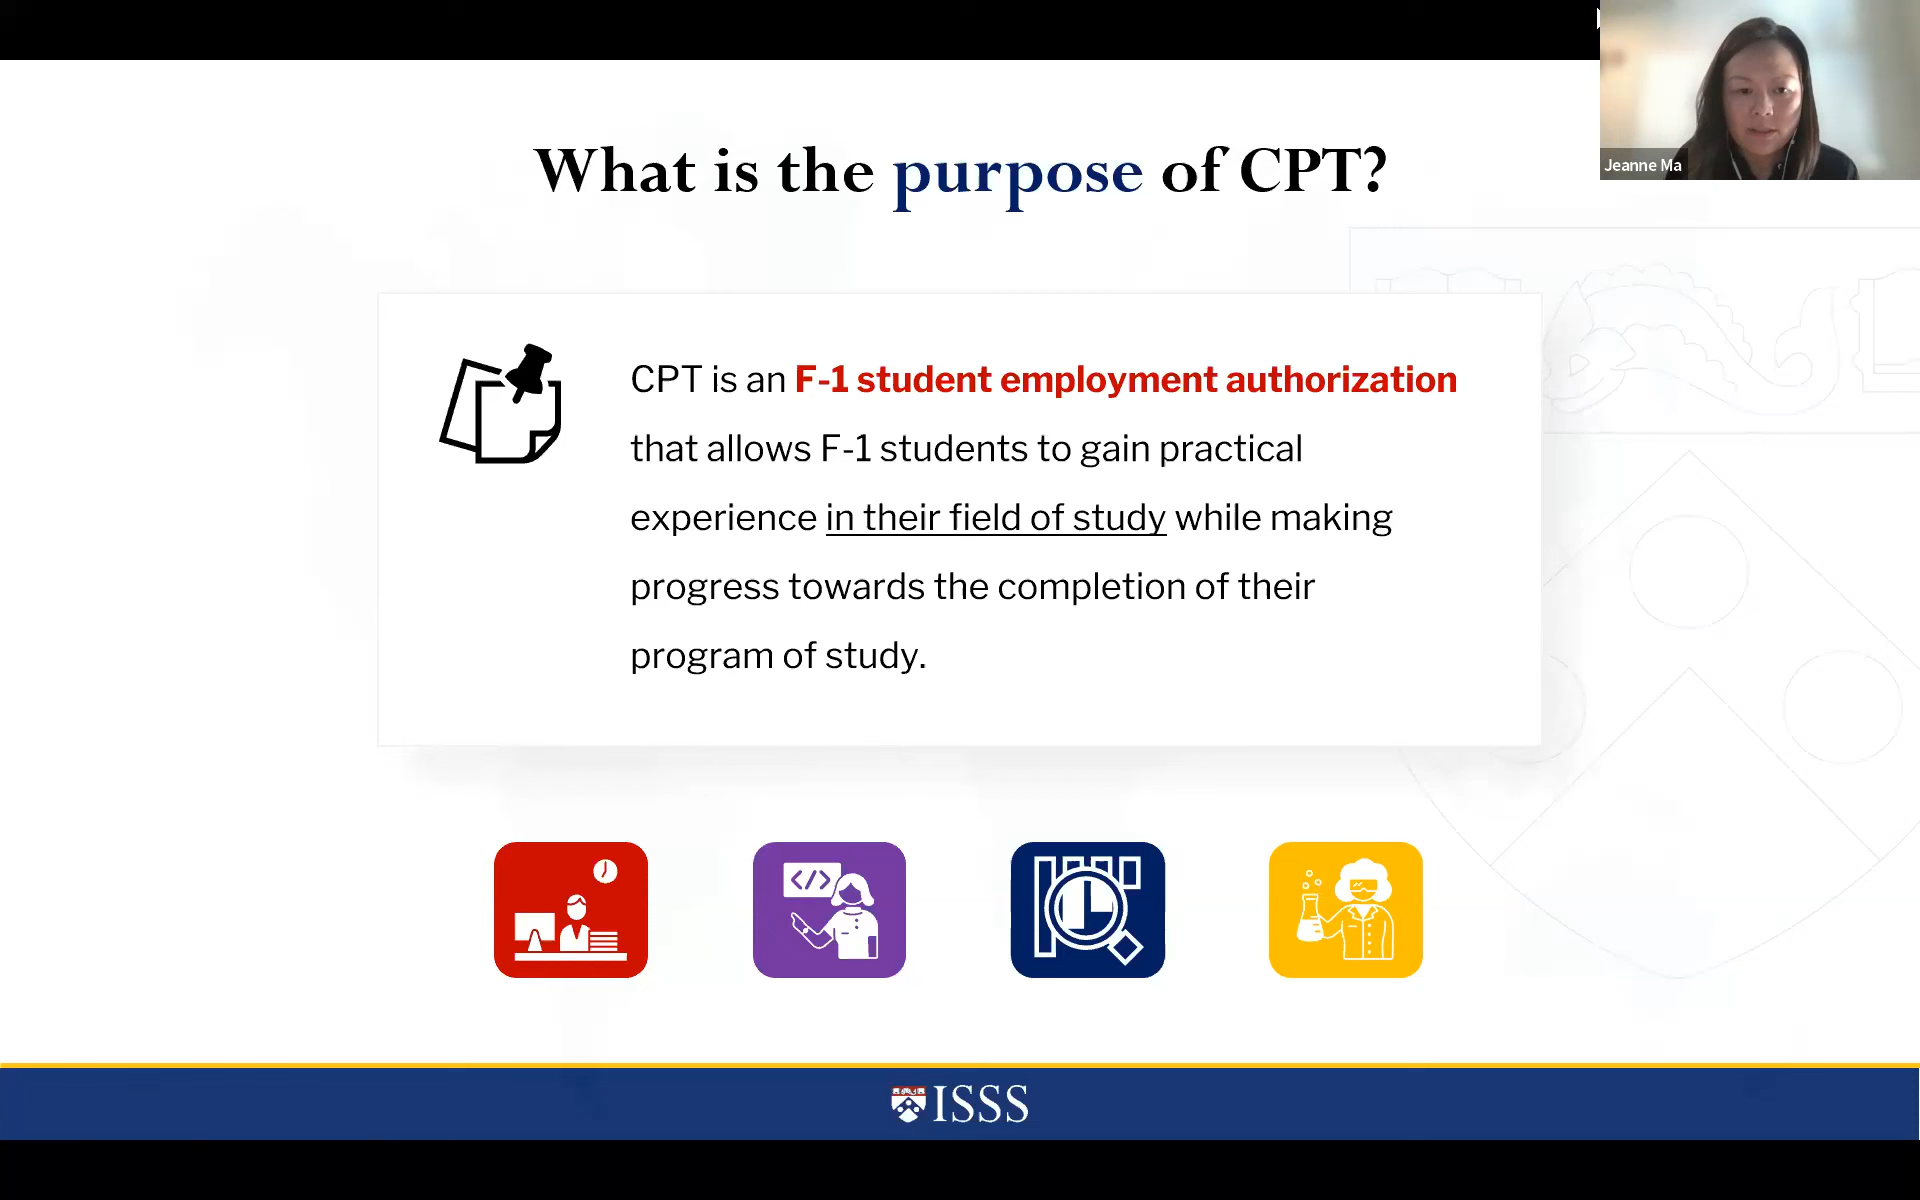 Jeanne Ma
What is the purpose of CPT?
CPT is an F-1 student employment authorization
that allows F-1 students to gain practical
experience in their field of study while making
progress towards the completion of their
program of study.
</>
ISSS